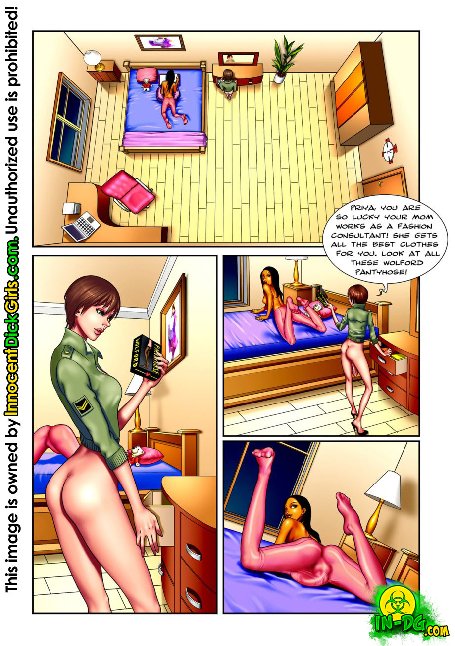 This image is owned by InnocentDickGirls.com. Unauthorized use is prohibited!
PRIYA, YOU ARE
SO LUCKY YOUR MOM
WORKS AS A FASHION
CONSULTANT! SHE GETS
ALL THE BEST CLOTHES
FOR YOU. LOOK AT ALL
THESE WOLFORD
PANTYHOSE!
IN-DG.com